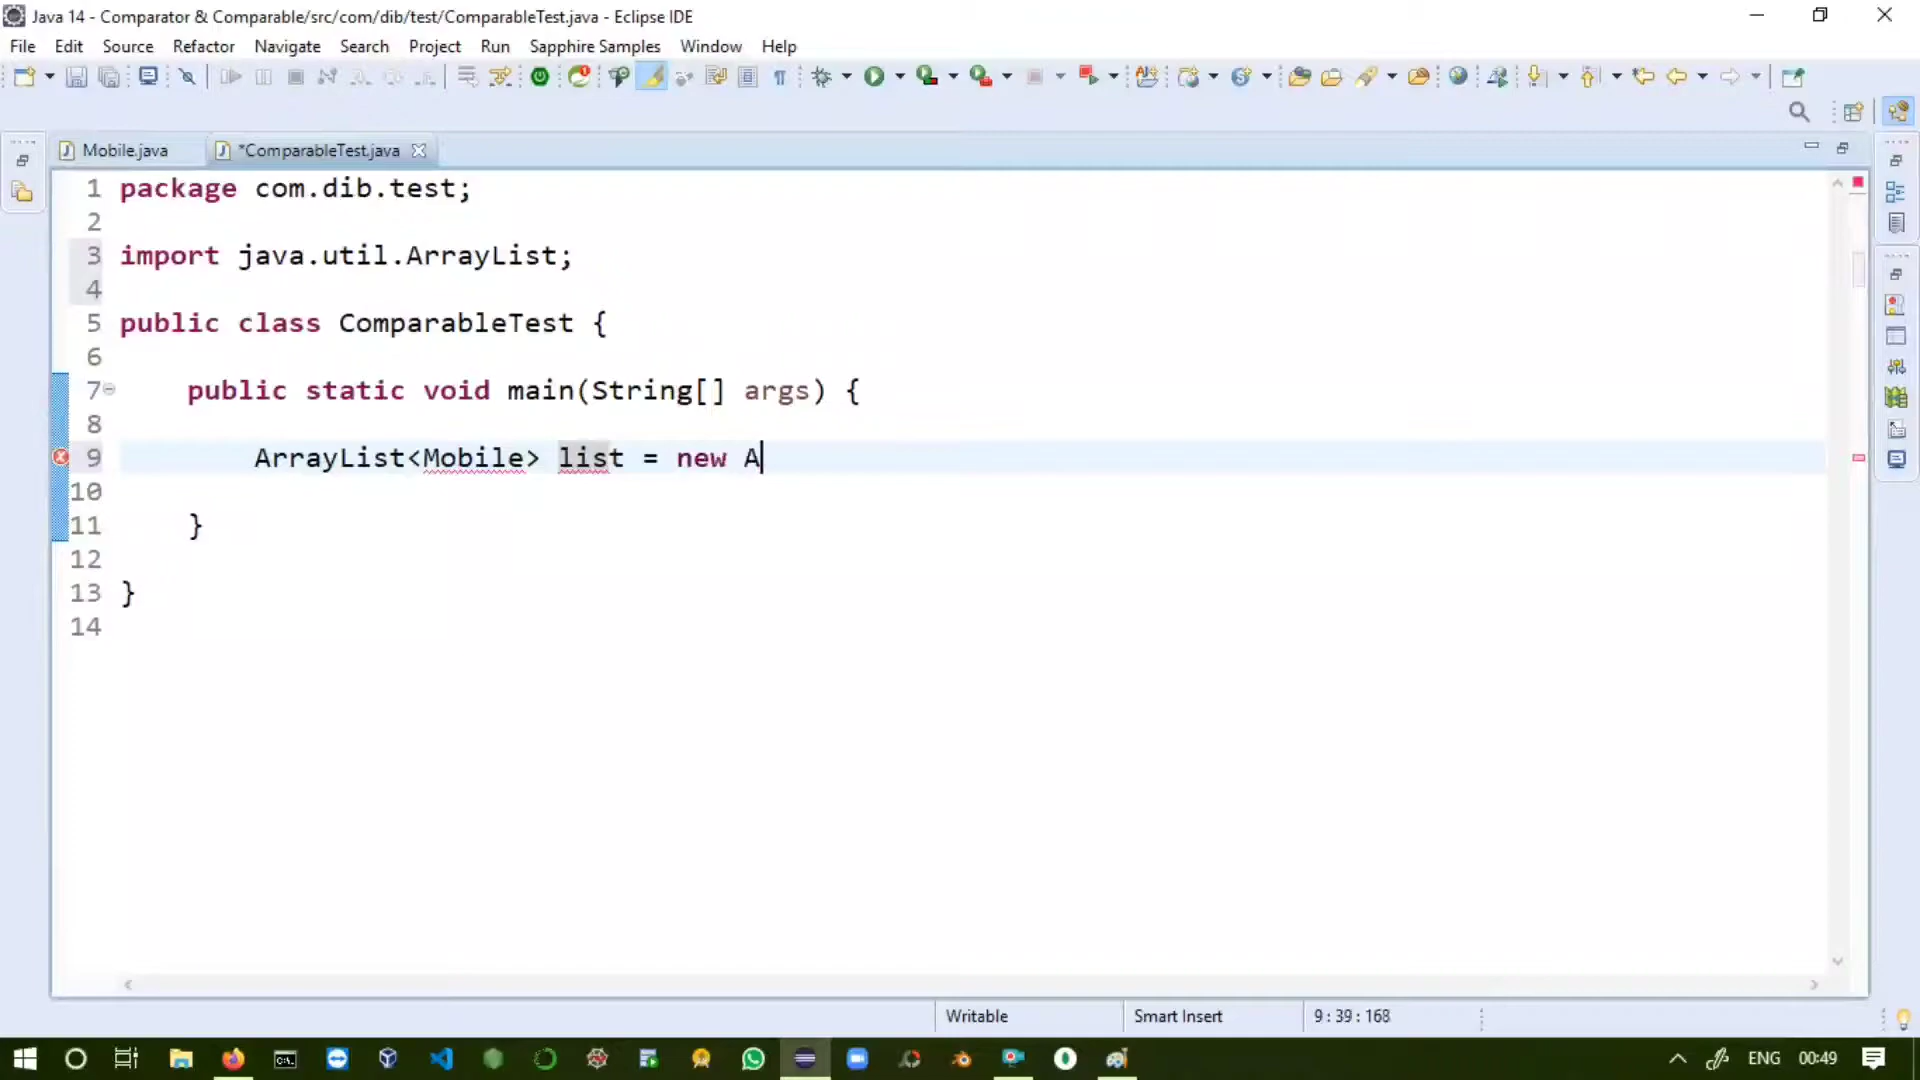 Java 14 - Comparator & Comparable/src/com/dib/test/ComparableTest.java - Eclipse IDE
File Edit Source Refactor Navigate Search Project Run Sapphire Samples Window Help
Mobile.java *ComparableTest.java
1 package com.dib.test;
2
3 import java.util.ArrayList;
4
5 public class ComparableTest {
6
7 public static void main(String[] args) {
8
9 ArrayList<Mobile> list = new A
10
11 }
12
13 }
14
Writable Smart Insert 9 : 39 : 168
ENG 00:49